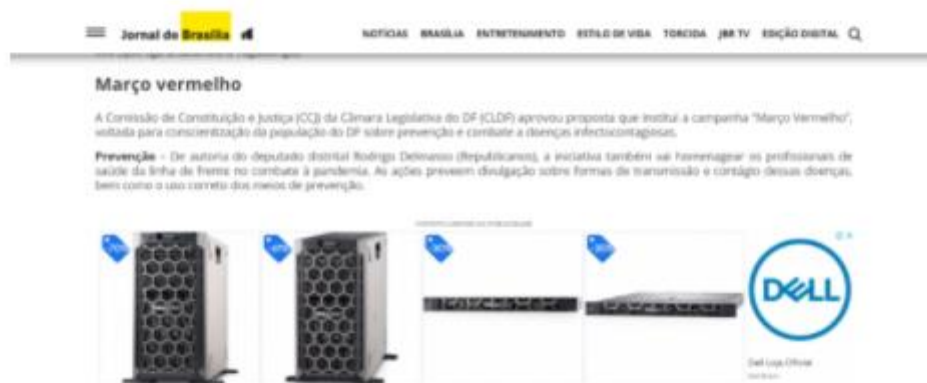 Jornal de Brasília
NOTÍCIAS BRASÍLIA ENTRETENIMENTO ESTILO DE VIDA TORCIDA JBR TV EDIÇÃO DIGITAL
Março vermelho
A Comissão de Constituição e Justiça (CCJ) da Câmara Legislativa do DF (CLDF) aprovou proposta que institui a campanha "Março Vermelho",
voltada para conscientização da população do DF sobre prevenção e combate a doenças infectocontagiosas.
Prevenção – De autoria do deputado distrital Rodrigo Delmasso (Republicanos), a iniciativa também vai homenagear os profissionais de
saúde da linha de frente no combate à pandemia. As ações preveem divulgação sobre formas de transmissão e contágio dessas doenças,
bem como o uso correto dos meios de prevenção.
DELL
Dell Loja Oficial